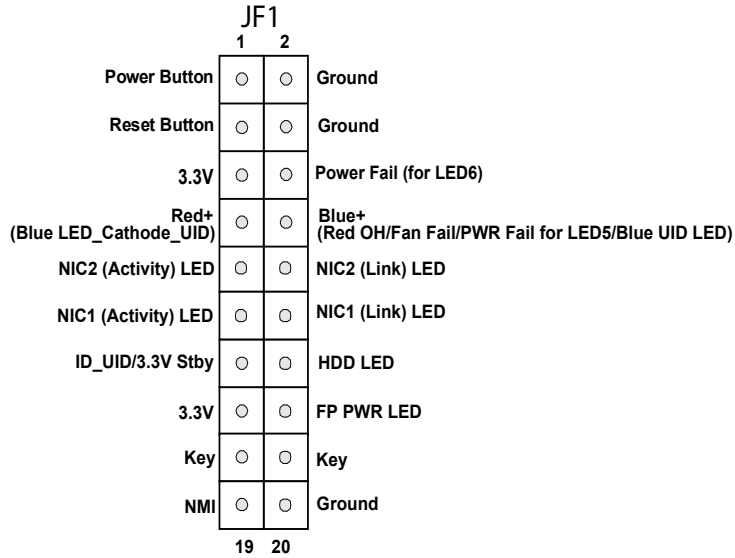 JF1
1 2
Power Button Ground
Reset Button Ground
3.3V Power Fail (for LED6)
Red+ Blue+
(Blue LED_Cathode_UID) (Red OH/Fan Fail/PWR Fail for LED5/Blue UID LED)
NIC2 (Activity) LED NIC2 (Link) LED
NIC1 (Activity) LED NIC1 (Link) LED
ID_UID/3.3V Stby HDD LED
3.3V FP PWR LED
Key Key
NMI Ground
19 20